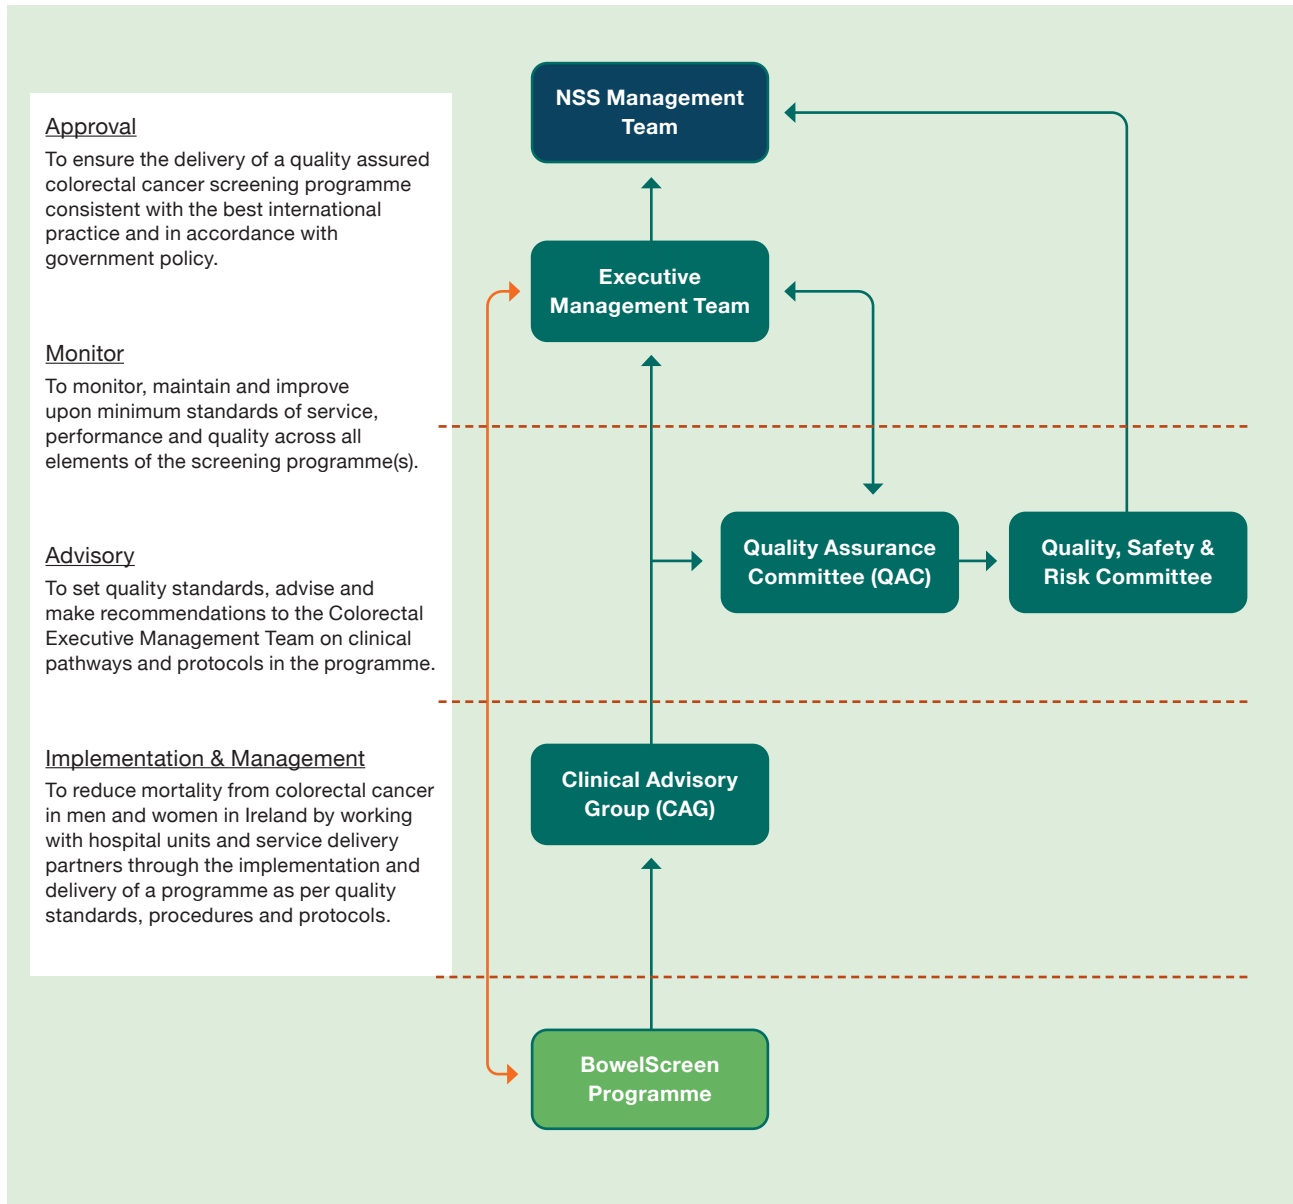 NSS Management
Team
Approval
To ensure the delivery of a quality assured
colorectal cancer screening programme
consistent with the best international
practice and in accordance with
government policy.
Executive
Management Team
Monitor
To monitor, maintain and improve
upon minimum standards of service,
performance and quality across all
elements of the screening programme(s).
Quality Assurance
Committee (QAC)
Quality, Safety &
Risk Committee
Advisory
To set quality standards, advise and
make recommendations to the Colorectal
Executive Management Team on clinical
pathways and protocols in the programme.
Implementation & Management
To reduce mortality from colorectal cancer
in men and women in Ireland by working
with hospital units and service delivery
partners through the implementation and
delivery of a programme as per quality
standards, procedures and protocols.
Clinical Advisory
Group (CAG)
BowelScreen
Programme